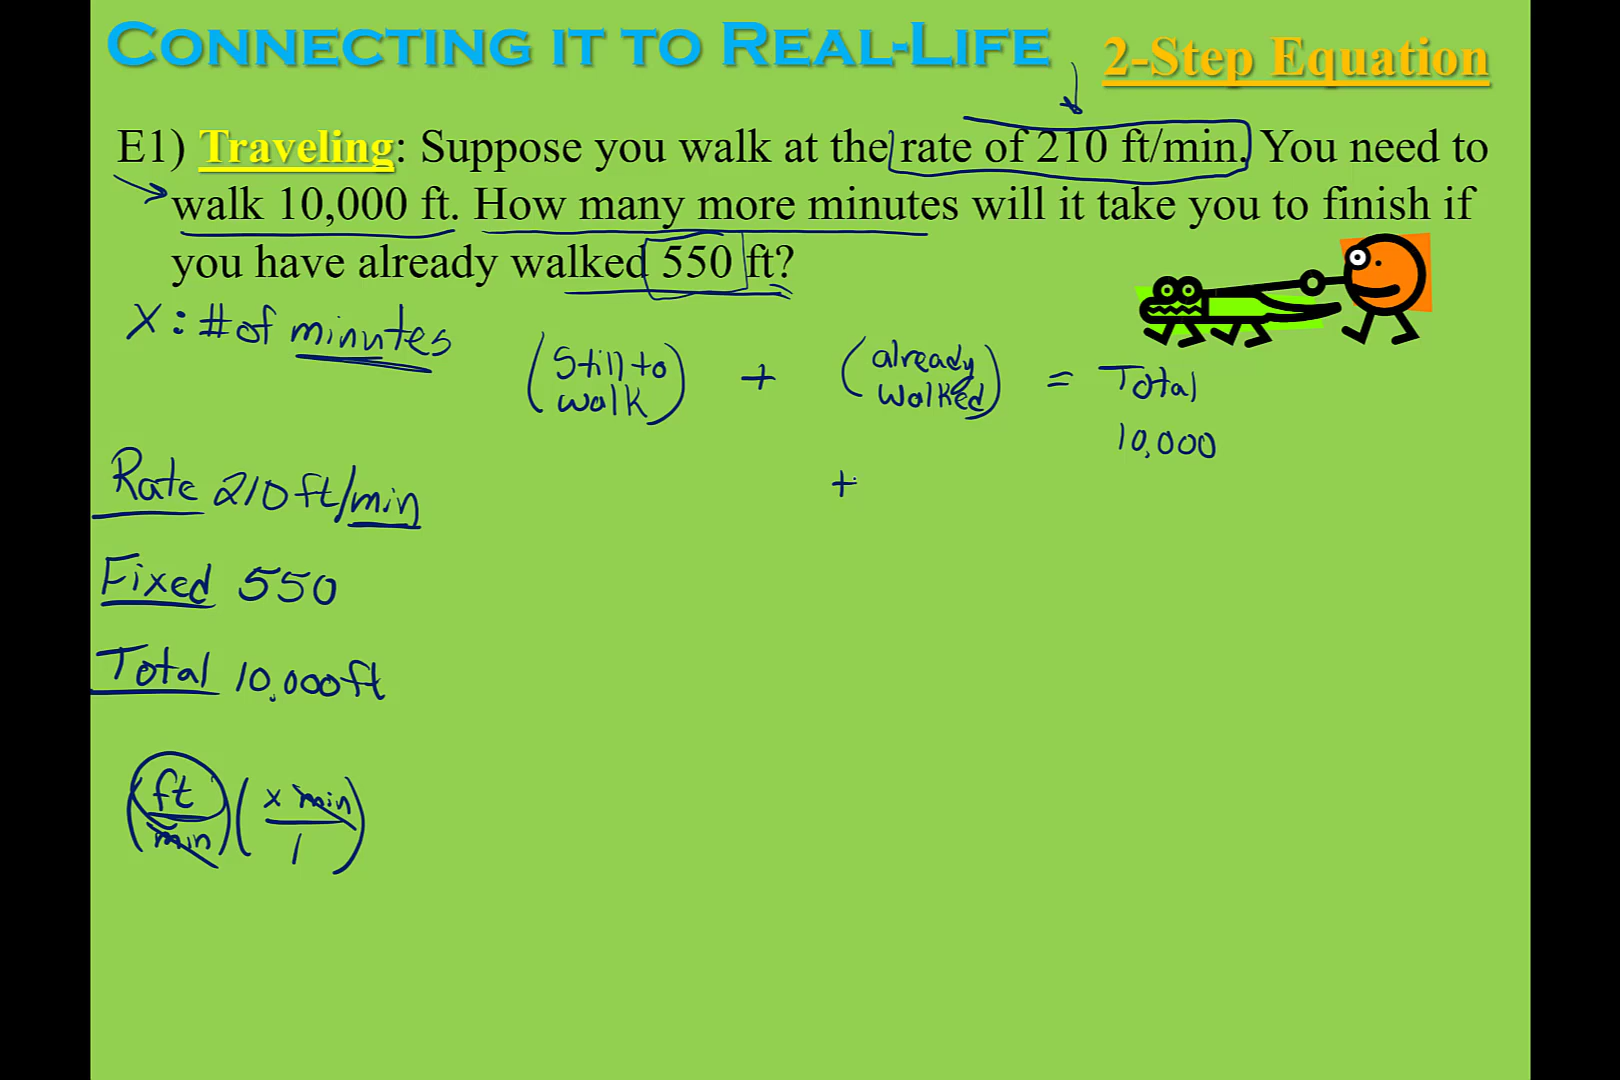 CONNECTING IT TO REAL-LIFE 2-Step Equation
E1) Traveling: Suppose you walk at the rate of 210 ft/min. You need to
walk 10,000 ft. How many more minutes will it take you to finish if
you have already walked 550 ft?
X: # of minutes
(Still to walk) + (already walked) = Total
10,000
+
Rate 210 ft/min
Fixed 550
Total 10,000 ft
(ft/min) (x min/1)